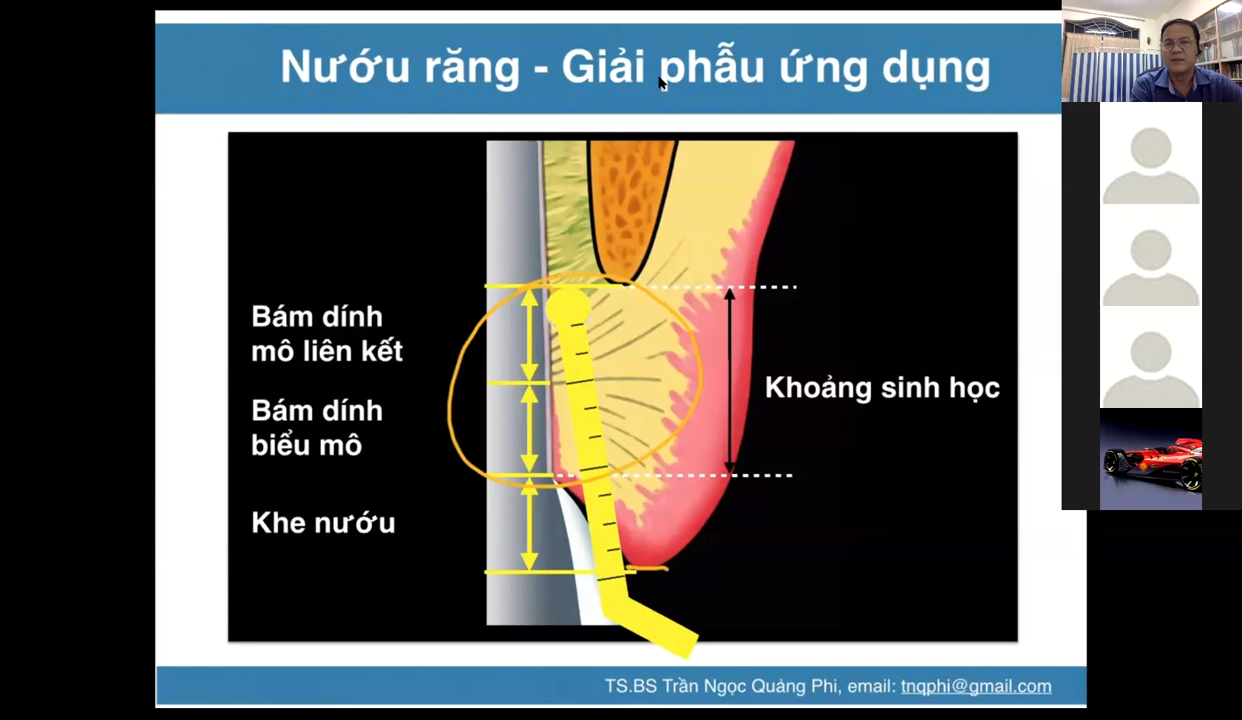 Nướu răng - Giải phẫu ứng dụng
Bám dính
mô liên kết
Bám dính
biểu mô
Khe nướu
Khoảng sinh học
TS.BS Trần Ngọc Quảng Phi, email: tnqphi@gmail.com